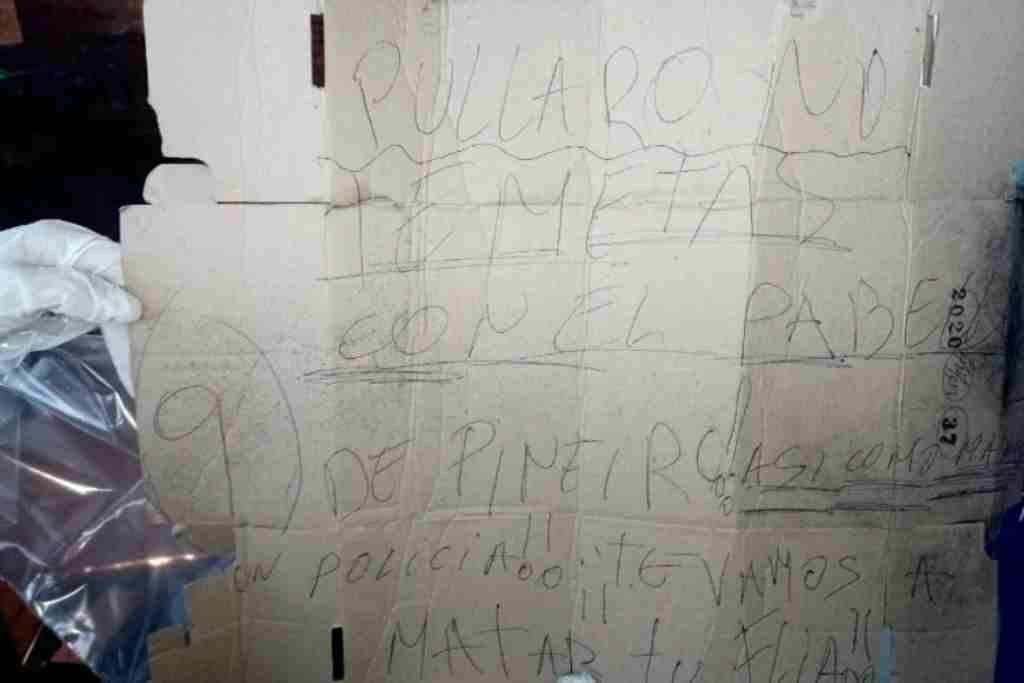 PULLARO NO
TE METAS
CON EL
9) DE PINEIRO! ASI COMO
UN POLICIA!! !!TE VAMOS A
MATAR tu FLIA!!
2020
37